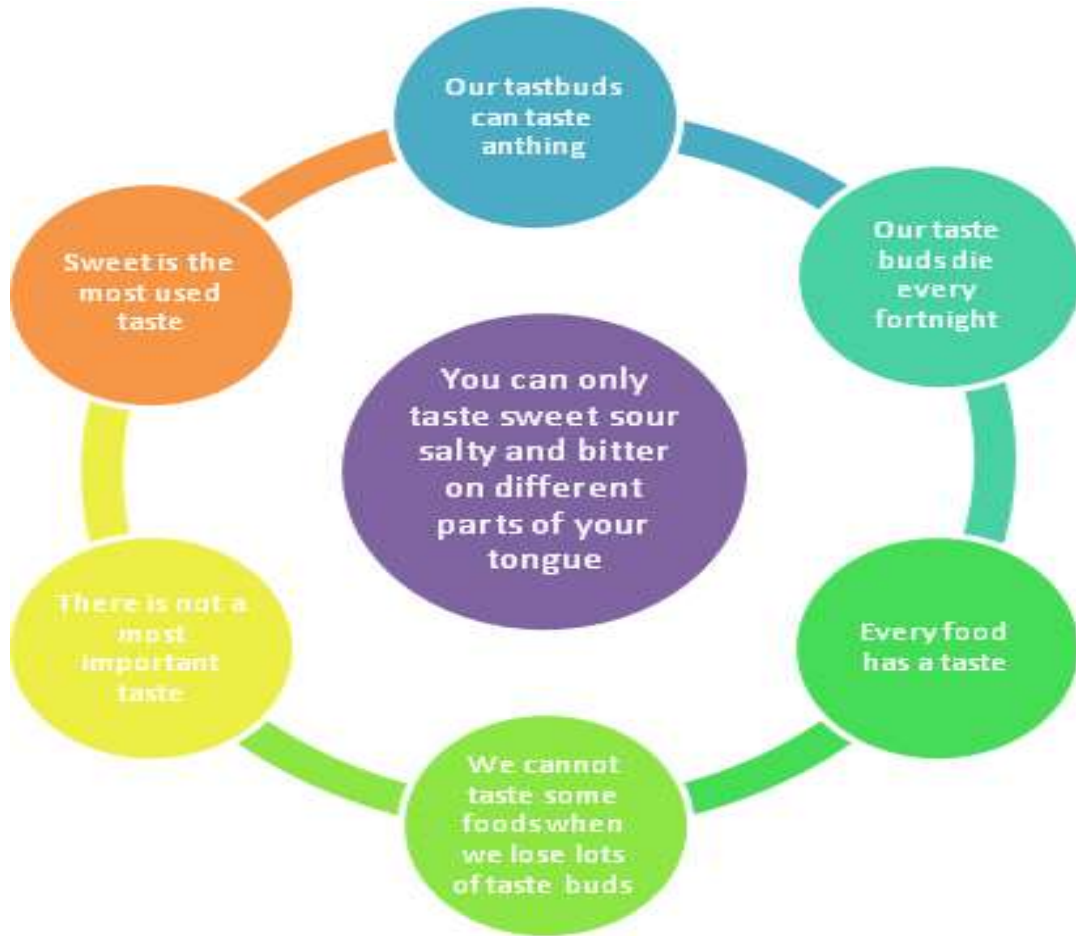 Our tastbuds
can taste
anthing
Our taste
buds die
every
fortnight
Every food
has a taste
We cannot
taste some
foods when
we lose lots
of taste buds
There is not a
most
important
taste
Sweet is the
most used
taste
You can only
taste sweet sour
salty and bitter
on different
parts of your
tongue